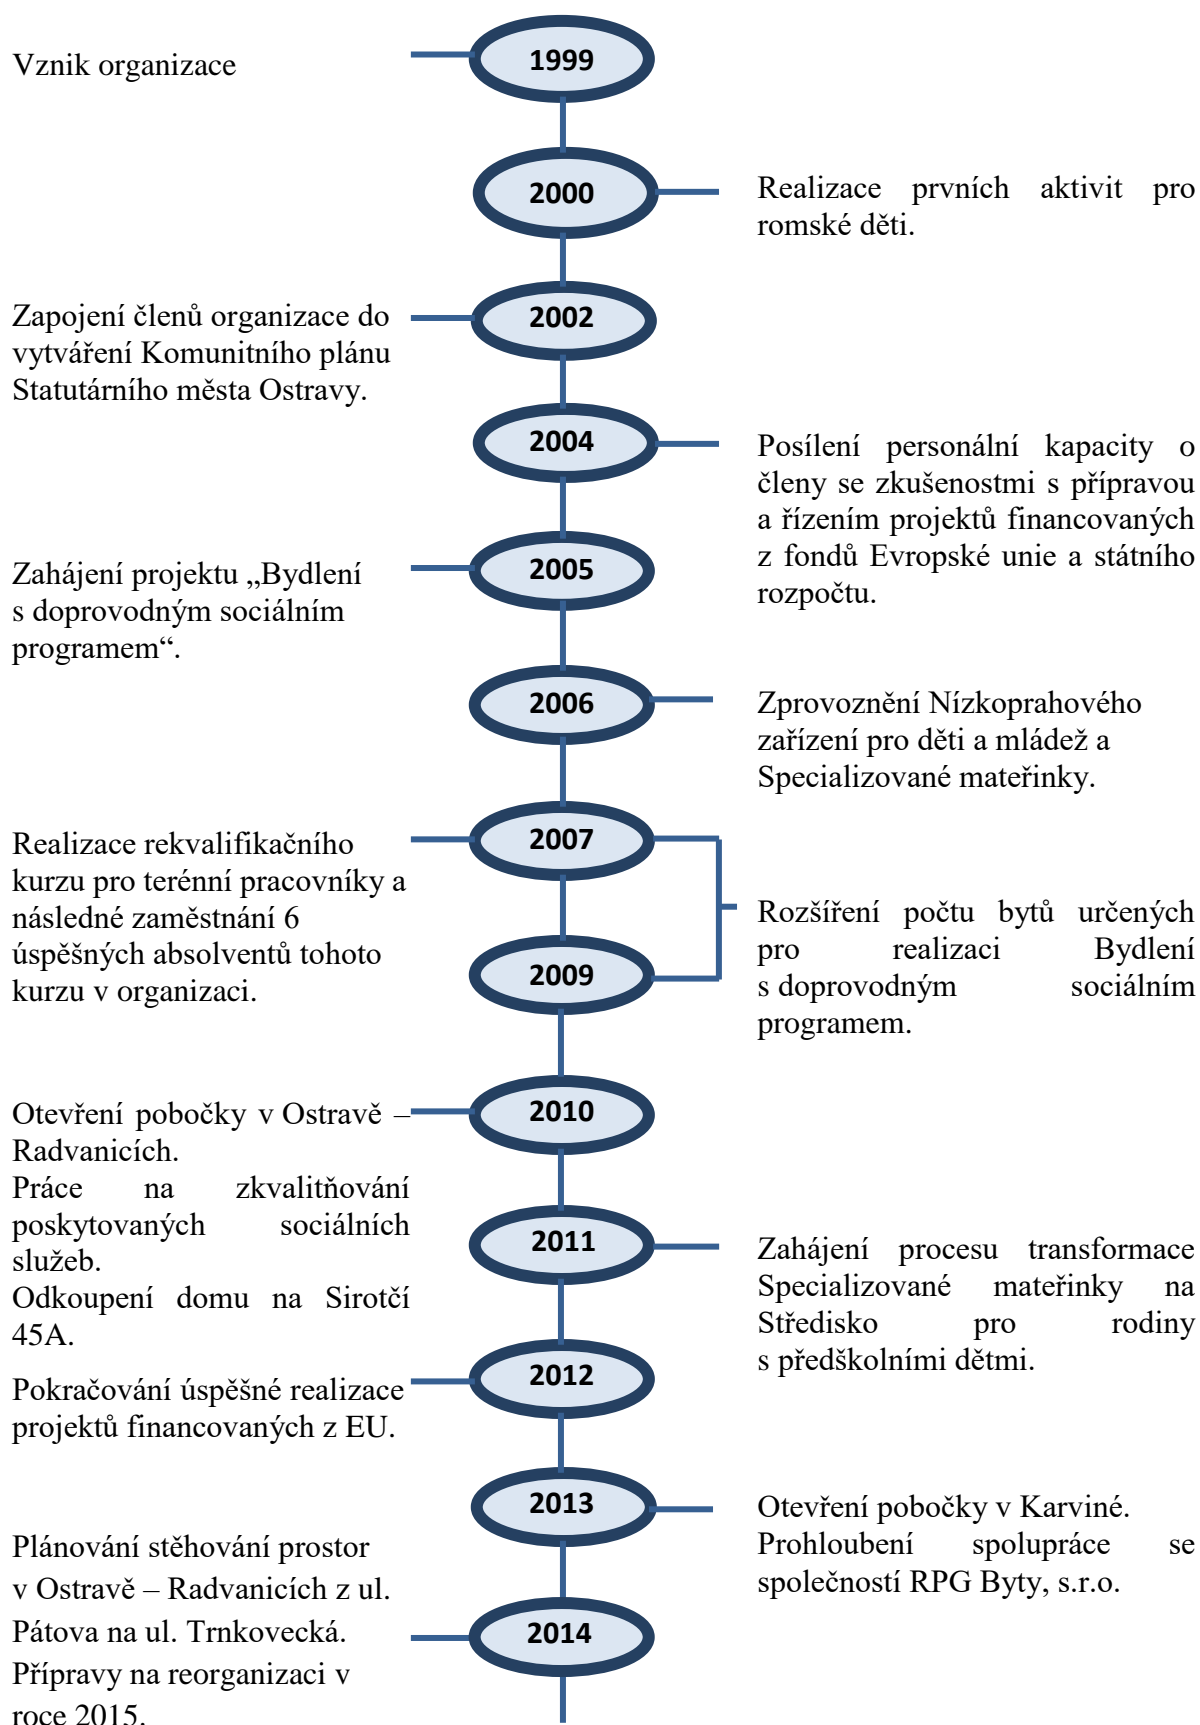 1999
Vznik organizace
2000
Realizace prvních aktivit pro
romské děti.
2002
Zapojení členů organizace do
vytváření Komunitního plánu
Statutárního města Ostravy.
2004
Posílení personální kapacity o
členy se zkušenostmi s přípravou
a řízením projektů financovaných
z fondů Evropské unie a státního
rozpočtu.
2005
Zahájení projektu „Bydlení
s doprovodným sociálním
programem“.
2006
Zprovoznění Nízkoprahového
zařízení pro děti a mládež a
Specializované mateřinky.
2007
Realizace rekvalifikačního
kurzu pro terénní pracovníky a
následné zaměstnání 6
úspěšných absolventů tohoto
kurzu v organizaci.
2009
Rozšíření počtu bytů určených
pro realizaci Bydlení
s doprovodným sociálním
programem.
2010
Otevření pobočky v Ostravě –
Radvanicích.
Práce na zkvalitňování
poskytovaných sociálních
služeb.
Odkoupení domu na Sirotčí
45A.
2011
Zahájení procesu transformace
Specializované mateřinky na
Středisko pro rodiny
s předškolními dětmi.
2012
Pokračování úspěšné realizace
projektů financovaných z EU.
2013
Otevření pobočky v Karviné.
Prohloubení spolupráce se
společností RPG Byty, s.r.o.
2014
Plánování stěhování prostor
v Ostravě – Radvanicích z ul.
Pátova na ul. Trnkovecká.
Přípravy na reorganizaci v
roce 2015.